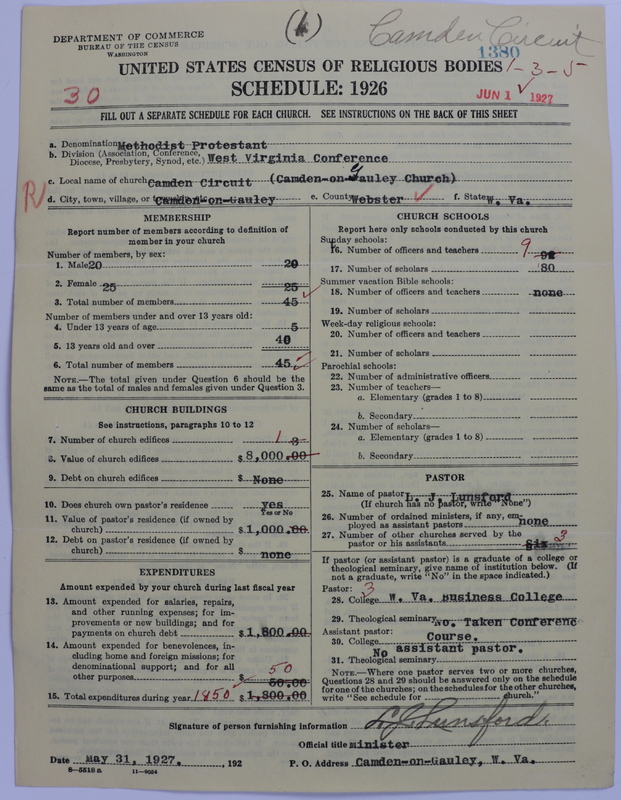 (4)
Camden Circuit
DEPARTMENT OF COMMERCE
BUREAU OF THE CENSUS
WASHINGTON
1380
UNITED STATES CENSUS OF RELIGIOUS BODIES 1-3-5
30
SCHEDULE: 1926
JUN 1 1927
FILL OUT A SEPARATE SCHEDULE FOR EACH CHURCH. SEE INSTRUCTIONS ON THE BACK OF THIS SHEET
a. Denomination Methodist Protestant
b. Division (Association, Conference, Diocese, Presbytery, Synod, etc.) West Virginia Conference
c. Local name of church Camden Circuit (Camden-on-Gauley Church)
R
d. City, town, village, or Camden-on-Gauley e. County Webster f. State W. Va.
MEMBERSHIP
Report number of members according to definition of
member in your church
Number of members, by sex:
1. Male 20 20
2. Female 25 25
3. Total number of members 45
Number of members under and over 13 years old:
4. Under 13 years of age 5
5. 13 years old and over 40
6. Total number of members 45
NOTE.—The total given under Question 6 should be the
same as the total of males and females given under Question 3.
CHURCH BUILDINGS
See instructions, paragraphs 10 to 12
7. Number of church edifices 1 3
8. Value of church edifices $8,000.00
9. Debt on church edifices $ None
10. Does church own pastor's residence yes
Yes or No
11. Value of pastor's residence (if owned by
church) $1,000.00
12. Debt on pastor's residence (if owned by
church) $ none
EXPENDITURES
Amount expended by your church during last fiscal year
13. Amount expended for salaries, repairs,
and other running expenses; for im-
provements or new buildings; and for
payments on church debt $1,800.00
14. Amount expended for benevolences, in-
cluding home and foreign missions; for
denominational support; and for all 50
other purposes $ 50.00
15. Total expenditures during year 1850 $1,800.00
CHURCH SCHOOLS
Report here only schools conducted by this church
Sunday schools:
16. Number of officers and teachers 9
17. Number of scholars 80
Summer vacation Bible schools:
18. Number of officers and teachers none
19. Number of scholars
Week-day religious schools:
20. Number of officers and teachers
21. Number of scholars
Parochial schools:
22. Number of administrative officers
23. Number of teachers—
a. Elementary (grades 1 to 8)
b. Secondary
24. Number of scholars—
a. Elementary (grades 1 to 8)
b. Secondary
PASTOR
25. Name of pastor L. J. Lunsford
(If church has no pastor, write "None")
26. Number of ordained ministers, if any, em-
ployed as assistant pastors none
27. Number of other churches served by the
pastor or his assistants Six 3
If pastor (or assistant pastor) is a graduate of a college or
theological seminary, give name of institution below. (If
not a graduate, write "No" in the space indicated.)
Pastor: 3
28. College W. Va. Business College
29. Theological seminary No. Taken Conferenc
Assistant pastor: Course.
30. College No assistant pastor.
31. Theological seminary
NOTE.—Where one pastor serves two or more churches,
Questions 28 and 29 should be answered only on the schedule
for one of the churches; on the schedules for the other churches,
write "See schedule for church."
Signature of person furnishing information L. J. Lunsford
Official title minister
Date May 31, 1927. , 192 P. O. Address Camden-on-Gauley, W. Va.
8—5518 a 11—9034